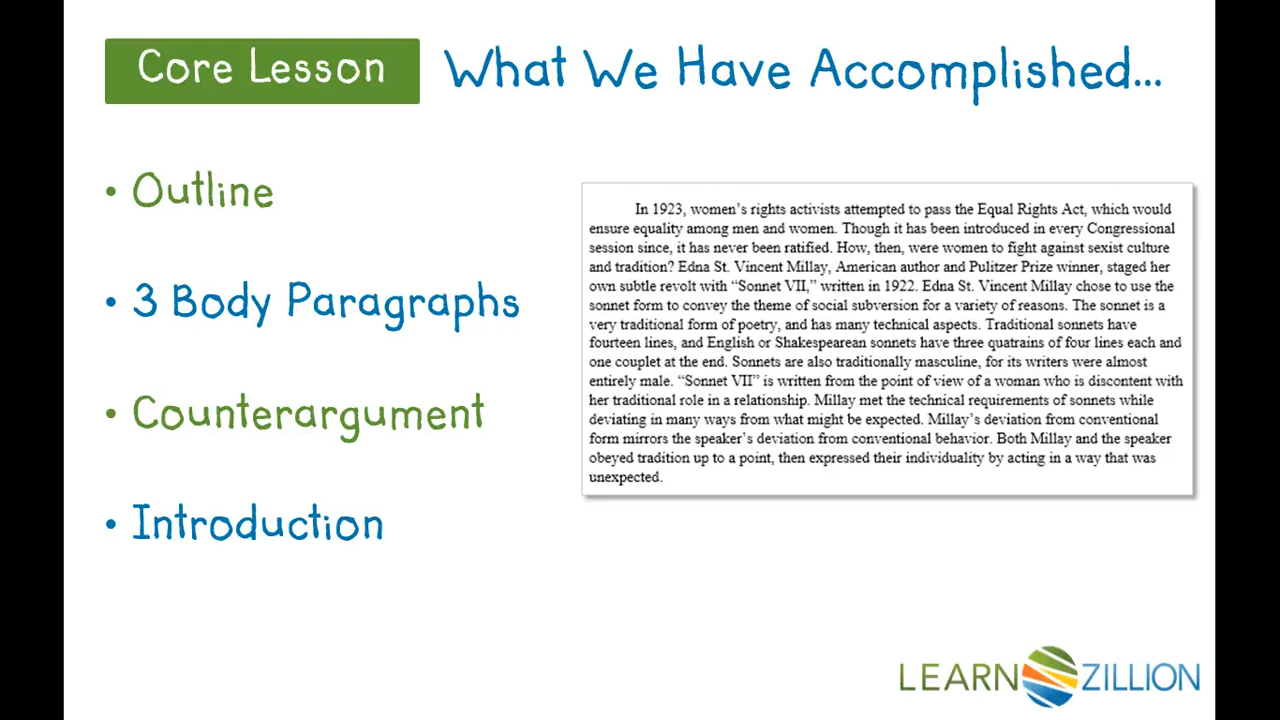 Core Lesson
What We Have Accomplished...
• Outline
• 3 Body Paragraphs
• Counterargument
• Introduction
In 1923, women's rights activists attempted to pass the Equal Rights Act, which would
ensure equality among men and women. Though it has been introduced in every Congressional
session since, it has never been ratified. How, then, were women to fight against sexist culture
and tradition? Edna St. Vincent Millay, American author and Pulitzer Prize winner, staged her
own subtle revolt with “Sonnet VII,” written in 1922. Edna St. Vincent Millay chose to use the
sonnet form to convey the theme of social subversion for a variety of reasons. The sonnet is a
very traditional form of poetry, and has many technical aspects. Traditional sonnets have
fourteen lines, and English or Shakespearean sonnets have three quatrains of four lines each and
one couplet at the end. Sonnets are also traditionally masculine, for its writers were almost
entirely male. “Sonnet VII” is written from the point of view of a woman who is discontent with
her traditional role in a relationship. Millay met the technical requirements of sonnets while
deviating in many ways from what might be expected. Millay's deviation from conventional
form mirrors the speaker's deviation from conventional behavior. Both Millay and the speaker
obeyed tradition up to a point, then expressed their individuality by acting in a way that was
unexpected.
LEARN ZILLION